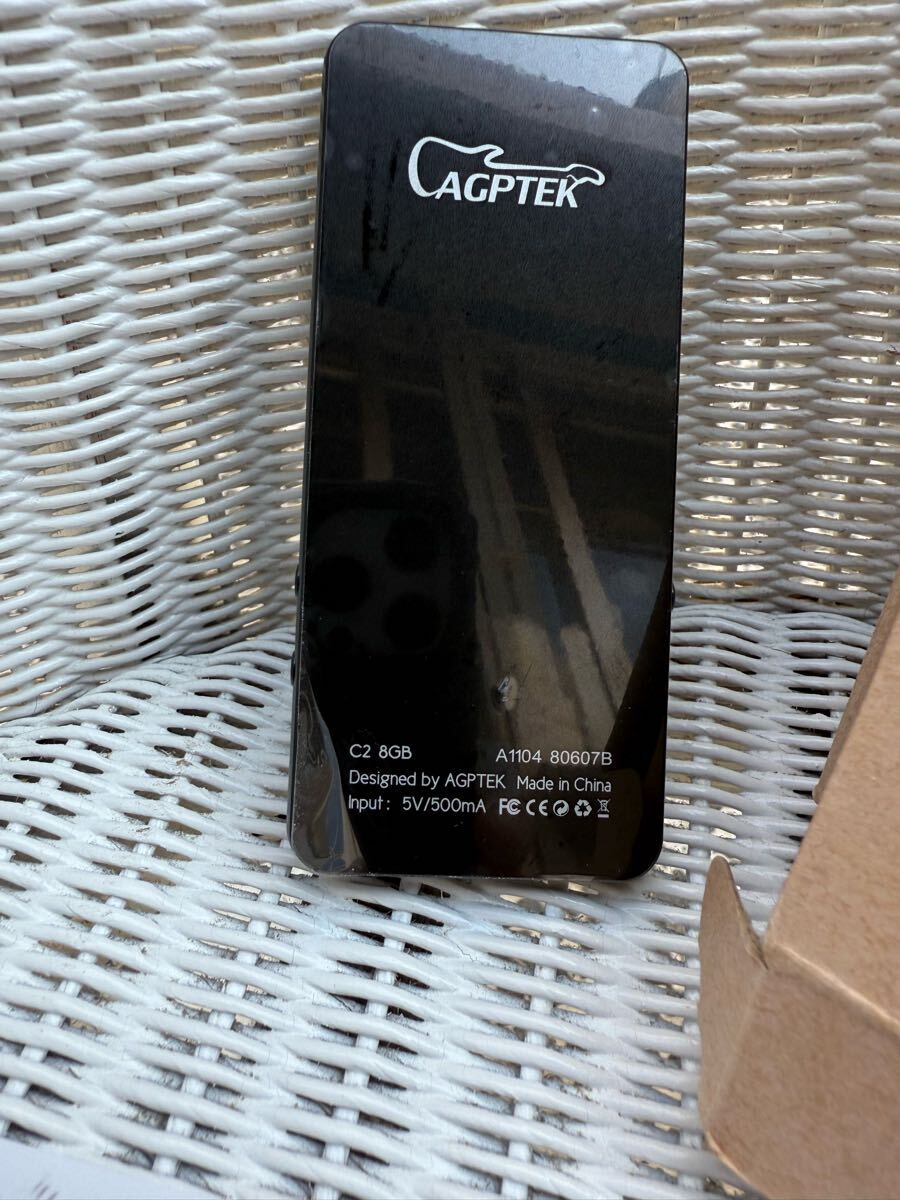 AGPTEK
C2 8GB A1104 80607B
Designed by AGPTEK Made in China
Input: 5V/500mA FC CE